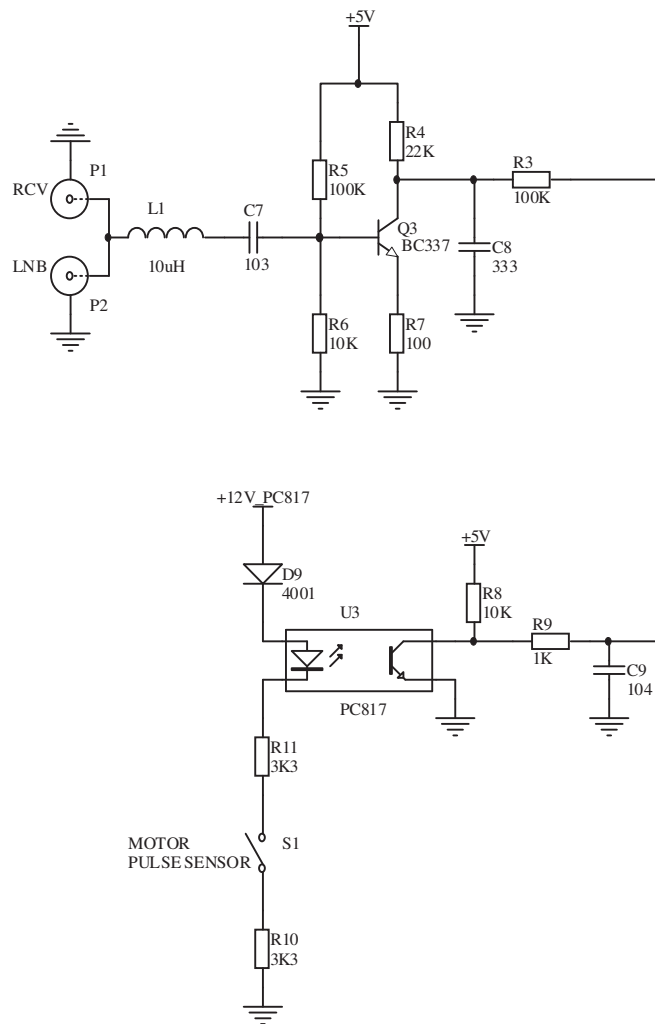 +5V
R4
22K
P1
R5
100K
R3
100K
RCV
L1
C7
Q3
BC337
C8
333
LNB
10uH
103
P2
R6
10K
R7
100
+12V_PC817
+5V
D9
4001
R8
10K
U3
R9
1K
C9
104
PC817
R11
3K3
MOTOR
PULSE SENSOR
S1
R10
3K3